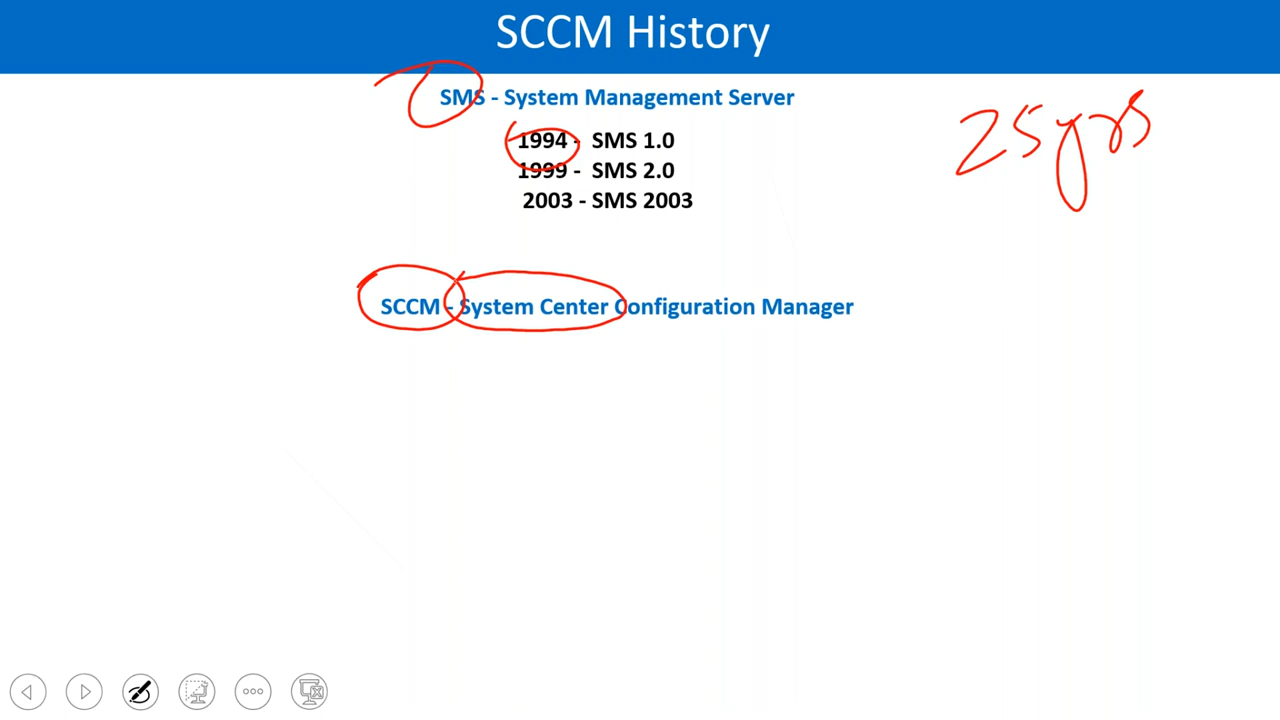 SCCM History
SMS - System Management Server
25yrs
1994 - SMS 1.0
1999 - SMS 2.0
2003 - SMS 2003
SCCM - System Center Configuration Manager